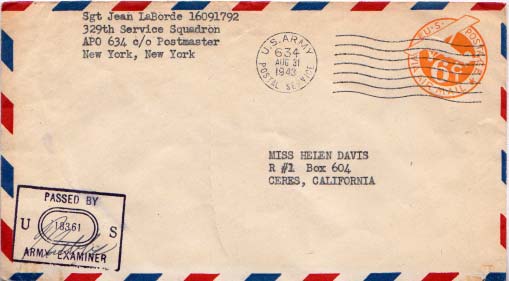 Sgt Jean LaBorde 16091792
329th Service Squadron
APO 634 c/o Postmaster
New York, New York
U.S. ARMY
634
AUG 31
1943
POSTAL SERVICE
U.S. POSTAGE
VIA AIR MAIL
6¢
MISS HELEN DAVIS
R #1 Box 604
CERES, CALIFORNIA
PASSED BY
U 18361 S
ARMY EXAMINER